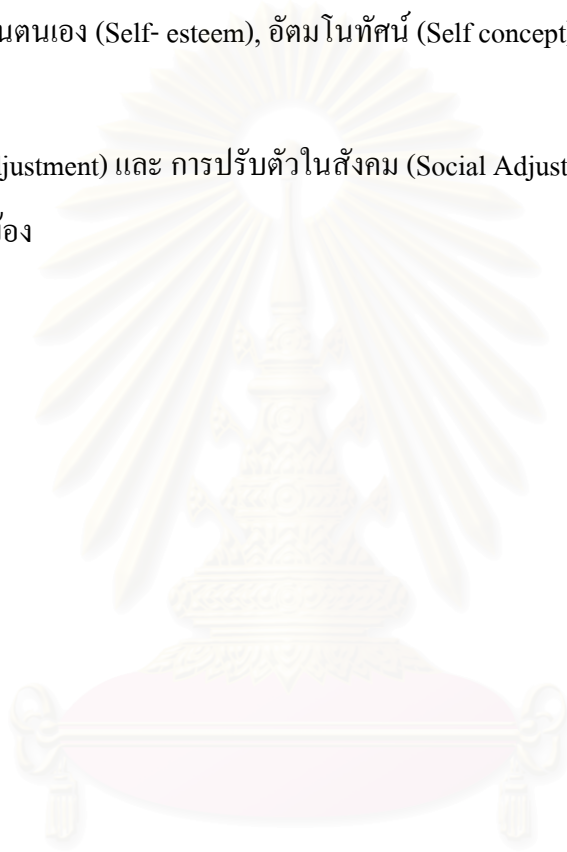 นตนเอง (Self- esteem), อัตมโนทัศน์ (Self concept)
justment) และ การปรับตัวในสังคม (Social Adjust
ข้อง